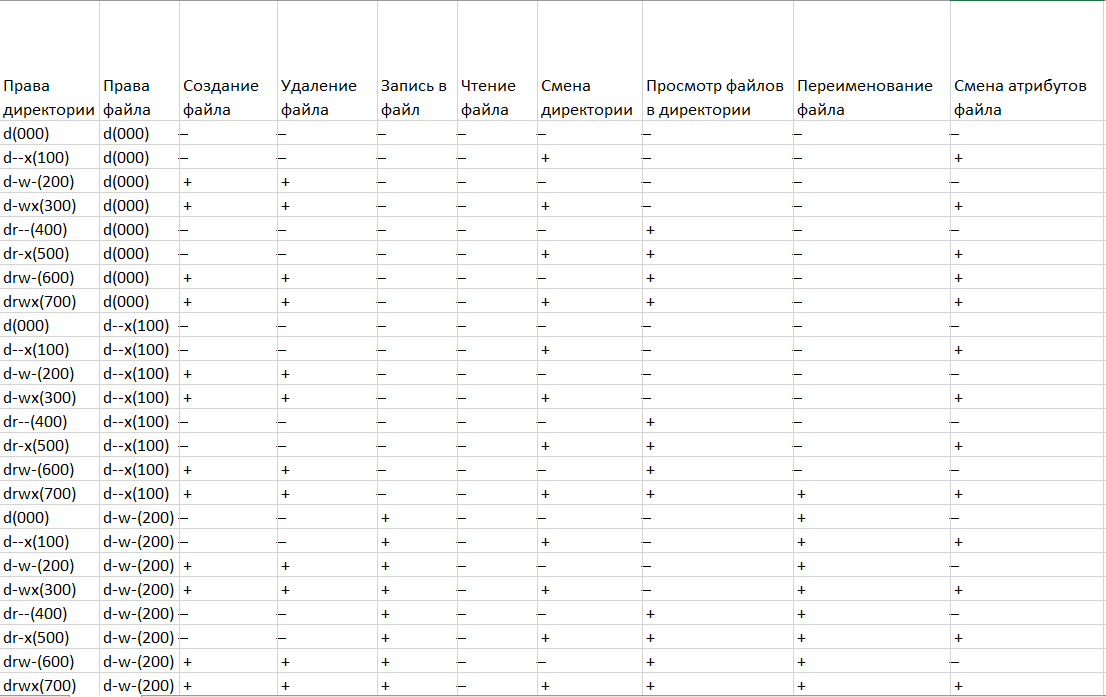 Права директории Права файла Создание файла Удаление файла Запись в файл Чтение файла Смена директории Просмотр файлов в директории Переименование файла Смена атрибутов файла
d(000) d(000) – – – – – – – –
d--x(100) d(000) – – – – + – – +
d-w-(200) d(000) + + – – – – – –
d-wx(300) d(000) + + – – + – – +
dr--(400) d(000) – – – – – + – –
dr-x(500) d(000) – – – – + + – +
drw-(600) d(000) + + – – – + – +
drwx(700) d(000) + + – – + + – +
d(000) d--x(100) – – – – – – – –
d--x(100) d--x(100) – – – – + – – +
d-w-(200) d--x(100) + + – – – – – –
d-wx(300) d--x(100) + + – – + – – +
dr--(400) d--x(100) – – – – – + – –
dr-x(500) d--x(100) – – – – + + – +
drw-(600) d--x(100) + + – – – + – –
drwx(700) d--x(100) + + – – + + + +
d(000) d-w-(200) – – + – – – + –
d--x(100) d-w-(200) – – + – + – + +
d-w-(200) d-w-(200) + + + – – – + –
d-wx(300) d-w-(200) + + + – + – + +
dr--(400) d-w-(200) – – + – – + + –
dr-x(500) d-w-(200) – – + – + + + +
drw-(600) d-w-(200) + + + – – + + –
drwx(700) d-w-(200) + + + – + + + +